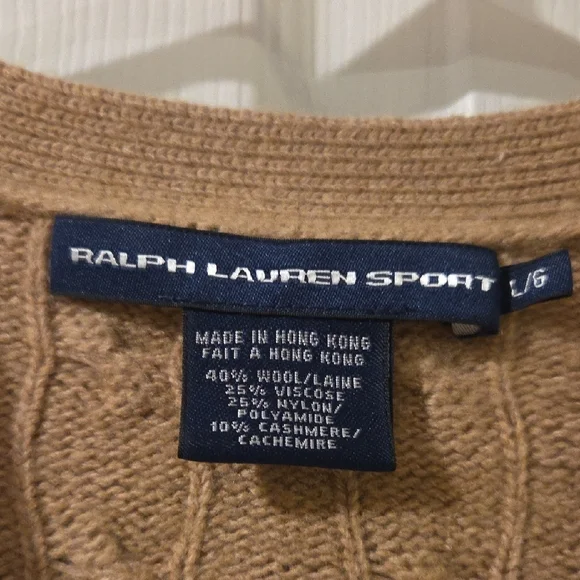 RALPH LAUREN SPORT
L/G
MADE IN HONG KONG
FAIT A HONG KONG
40% WOOL/LAINE
25% VISCOSE
25% NYLON/
POLYAMIDE
10% CASHMERE/
CACHEMIRE